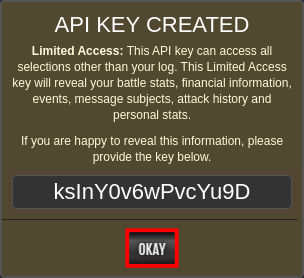 API KEY CREATED
Limited Access: This API key can access all
selections other than your log. This Limited Access
key will reveal your battle stats, financial information,
events, message subjects, attack history and
personal stats.
If you are happy to reveal this information, please
provide the key below.
ksInY0v6wPvcYu9D
OKAY